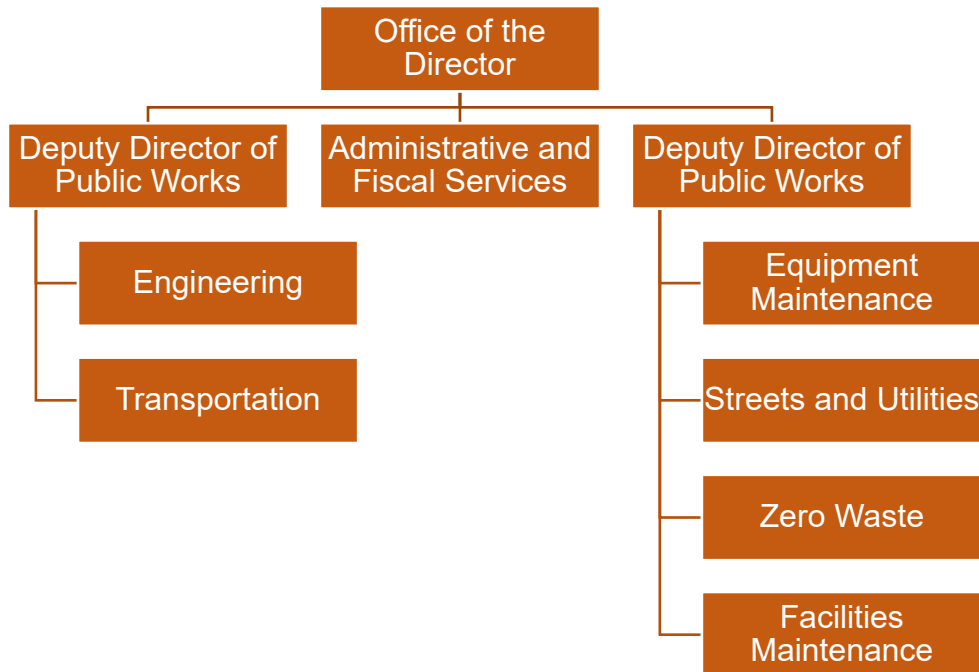 Office of the
Director
Deputy Director of
Public Works
Administrative and
Fiscal Services
Deputy Director of
Public Works
Engineering
Transportation
Equipment
Maintenance
Streets and Utilities
Zero Waste
Facilities
Maintenance